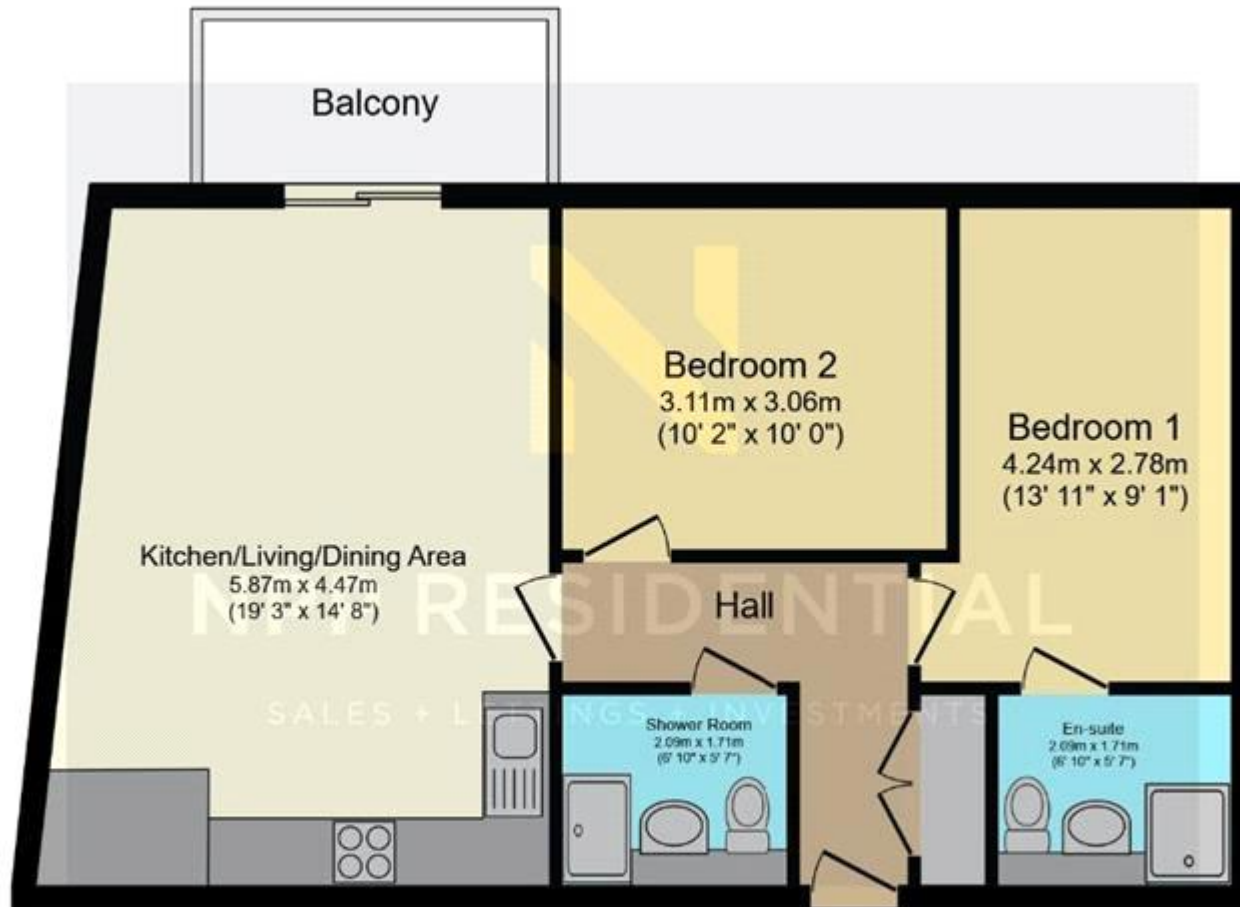 Balcony
Bedroom 2
3.11m x 3.06m
(10' 2" x 10' 0")
Bedroom 1
4.24m x 2.78m
(13' 11" x 9' 1")
Kitchen/Living/Dining Area
5.87m x 4.47m
(19' 3" x 14' 8")
Hall
RESIDENTIAL
SALES + LETTINGS + INVESTMENTS
Shower Room
2.09m x 1.71m
(6' 10" x 5' 7")
En-suite
2.09m x 1.71m
(6' 10" x 5' 7")